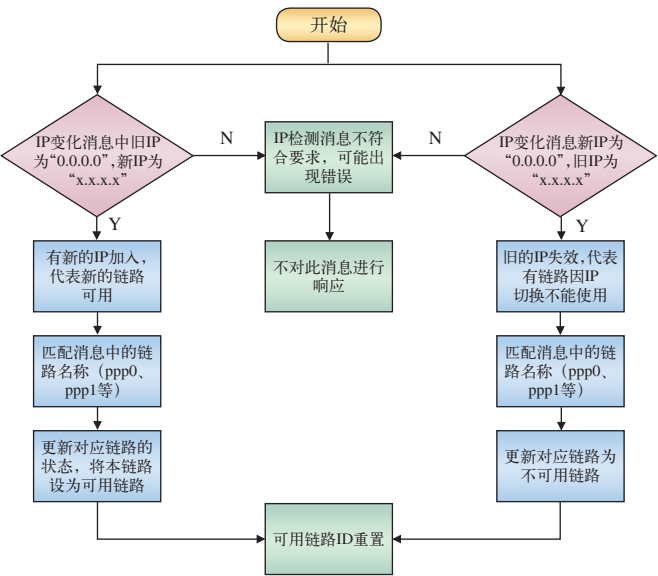 开始
IP变化消息中旧IP
为“0.0.0.0”,新IP为
“x.x.x.x”
N
IP检测消息不符
合要求，可能出
现错误
N
IP变化消息新IP为
“0.0.0.0”,旧IP为
“x.x.x.x”
Y
有新的IP加入，
代表新的链路
可用
不对此消息进行
响应
Y
旧的IP失效,代表
有链路因IP
切换不能使用
匹配消息中的链
路名称（ppp0、
ppp1等）
匹配消息中的链
路名称（ppp0、
ppp1等）
更新对应链路的
状态，将本链路
设为可用链路
更新对应链路为
不可用链路
可用链路ID重置